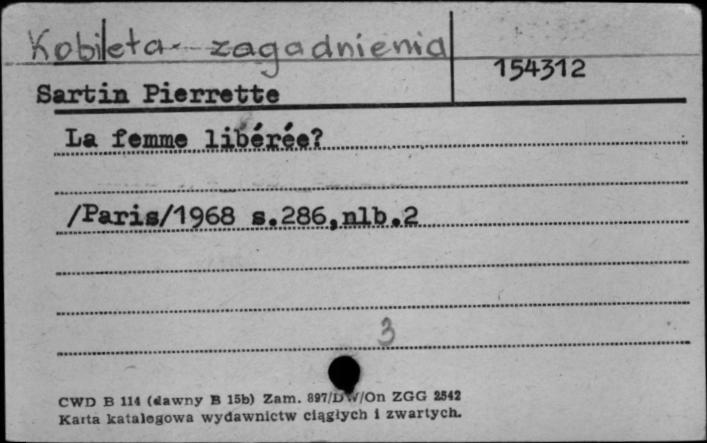 Kobieta - zagadnienia
154312
Sartin Pierrette
La femme libérée?
/Paris/1968 s.286,nlb.2
3
CWD B 114 (dawny B 15b) Zam. 897/DW/On ZGG 2542
Karta katalogowa wydawnictw ciągłych i zwartych.